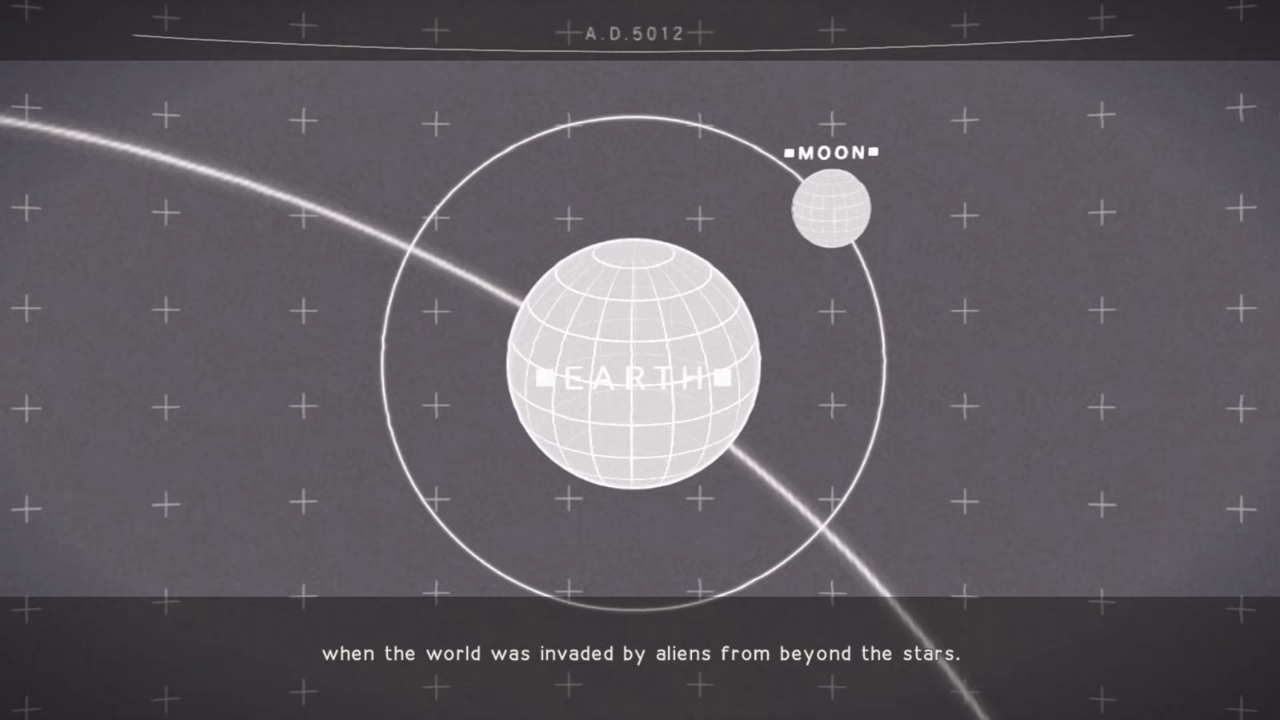 A.D.5012
MOON
EARTH
when the world was invaded by aliens from beyond the stars.